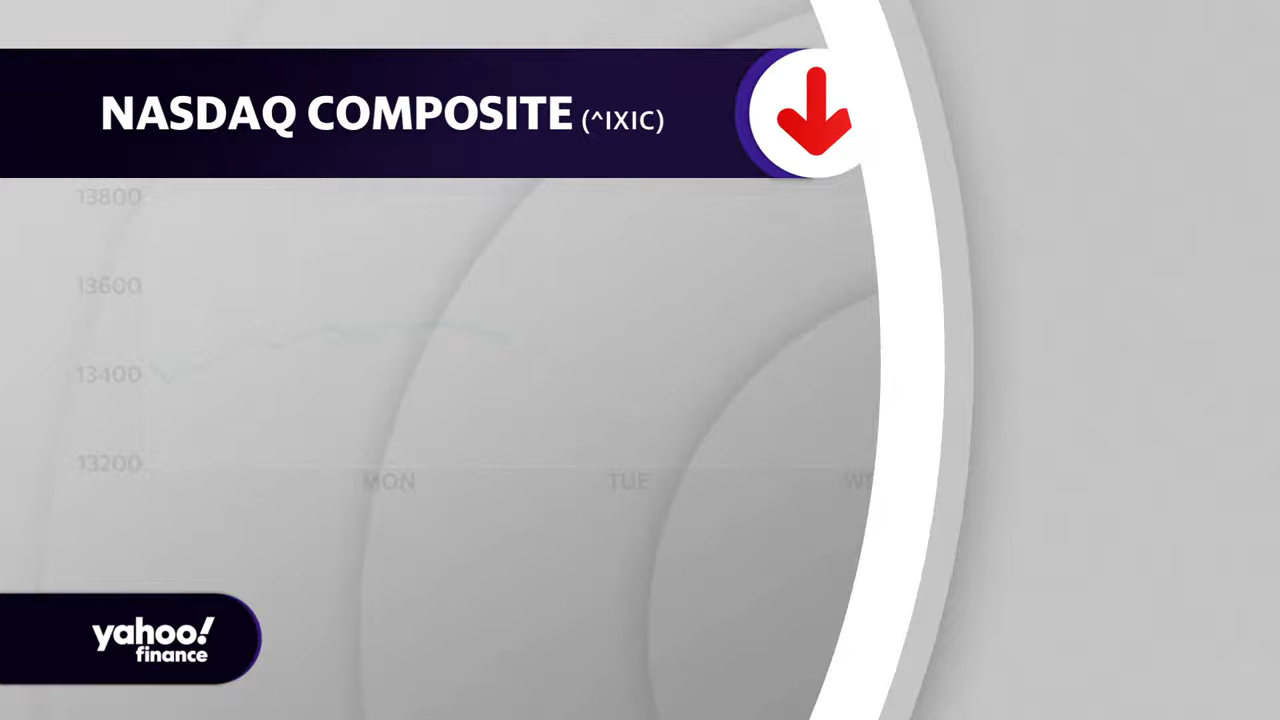 NASDAQ COMPOSITE (^IXIC)
13800
13600
13400
13200
MON TUE
yahoo!
finance